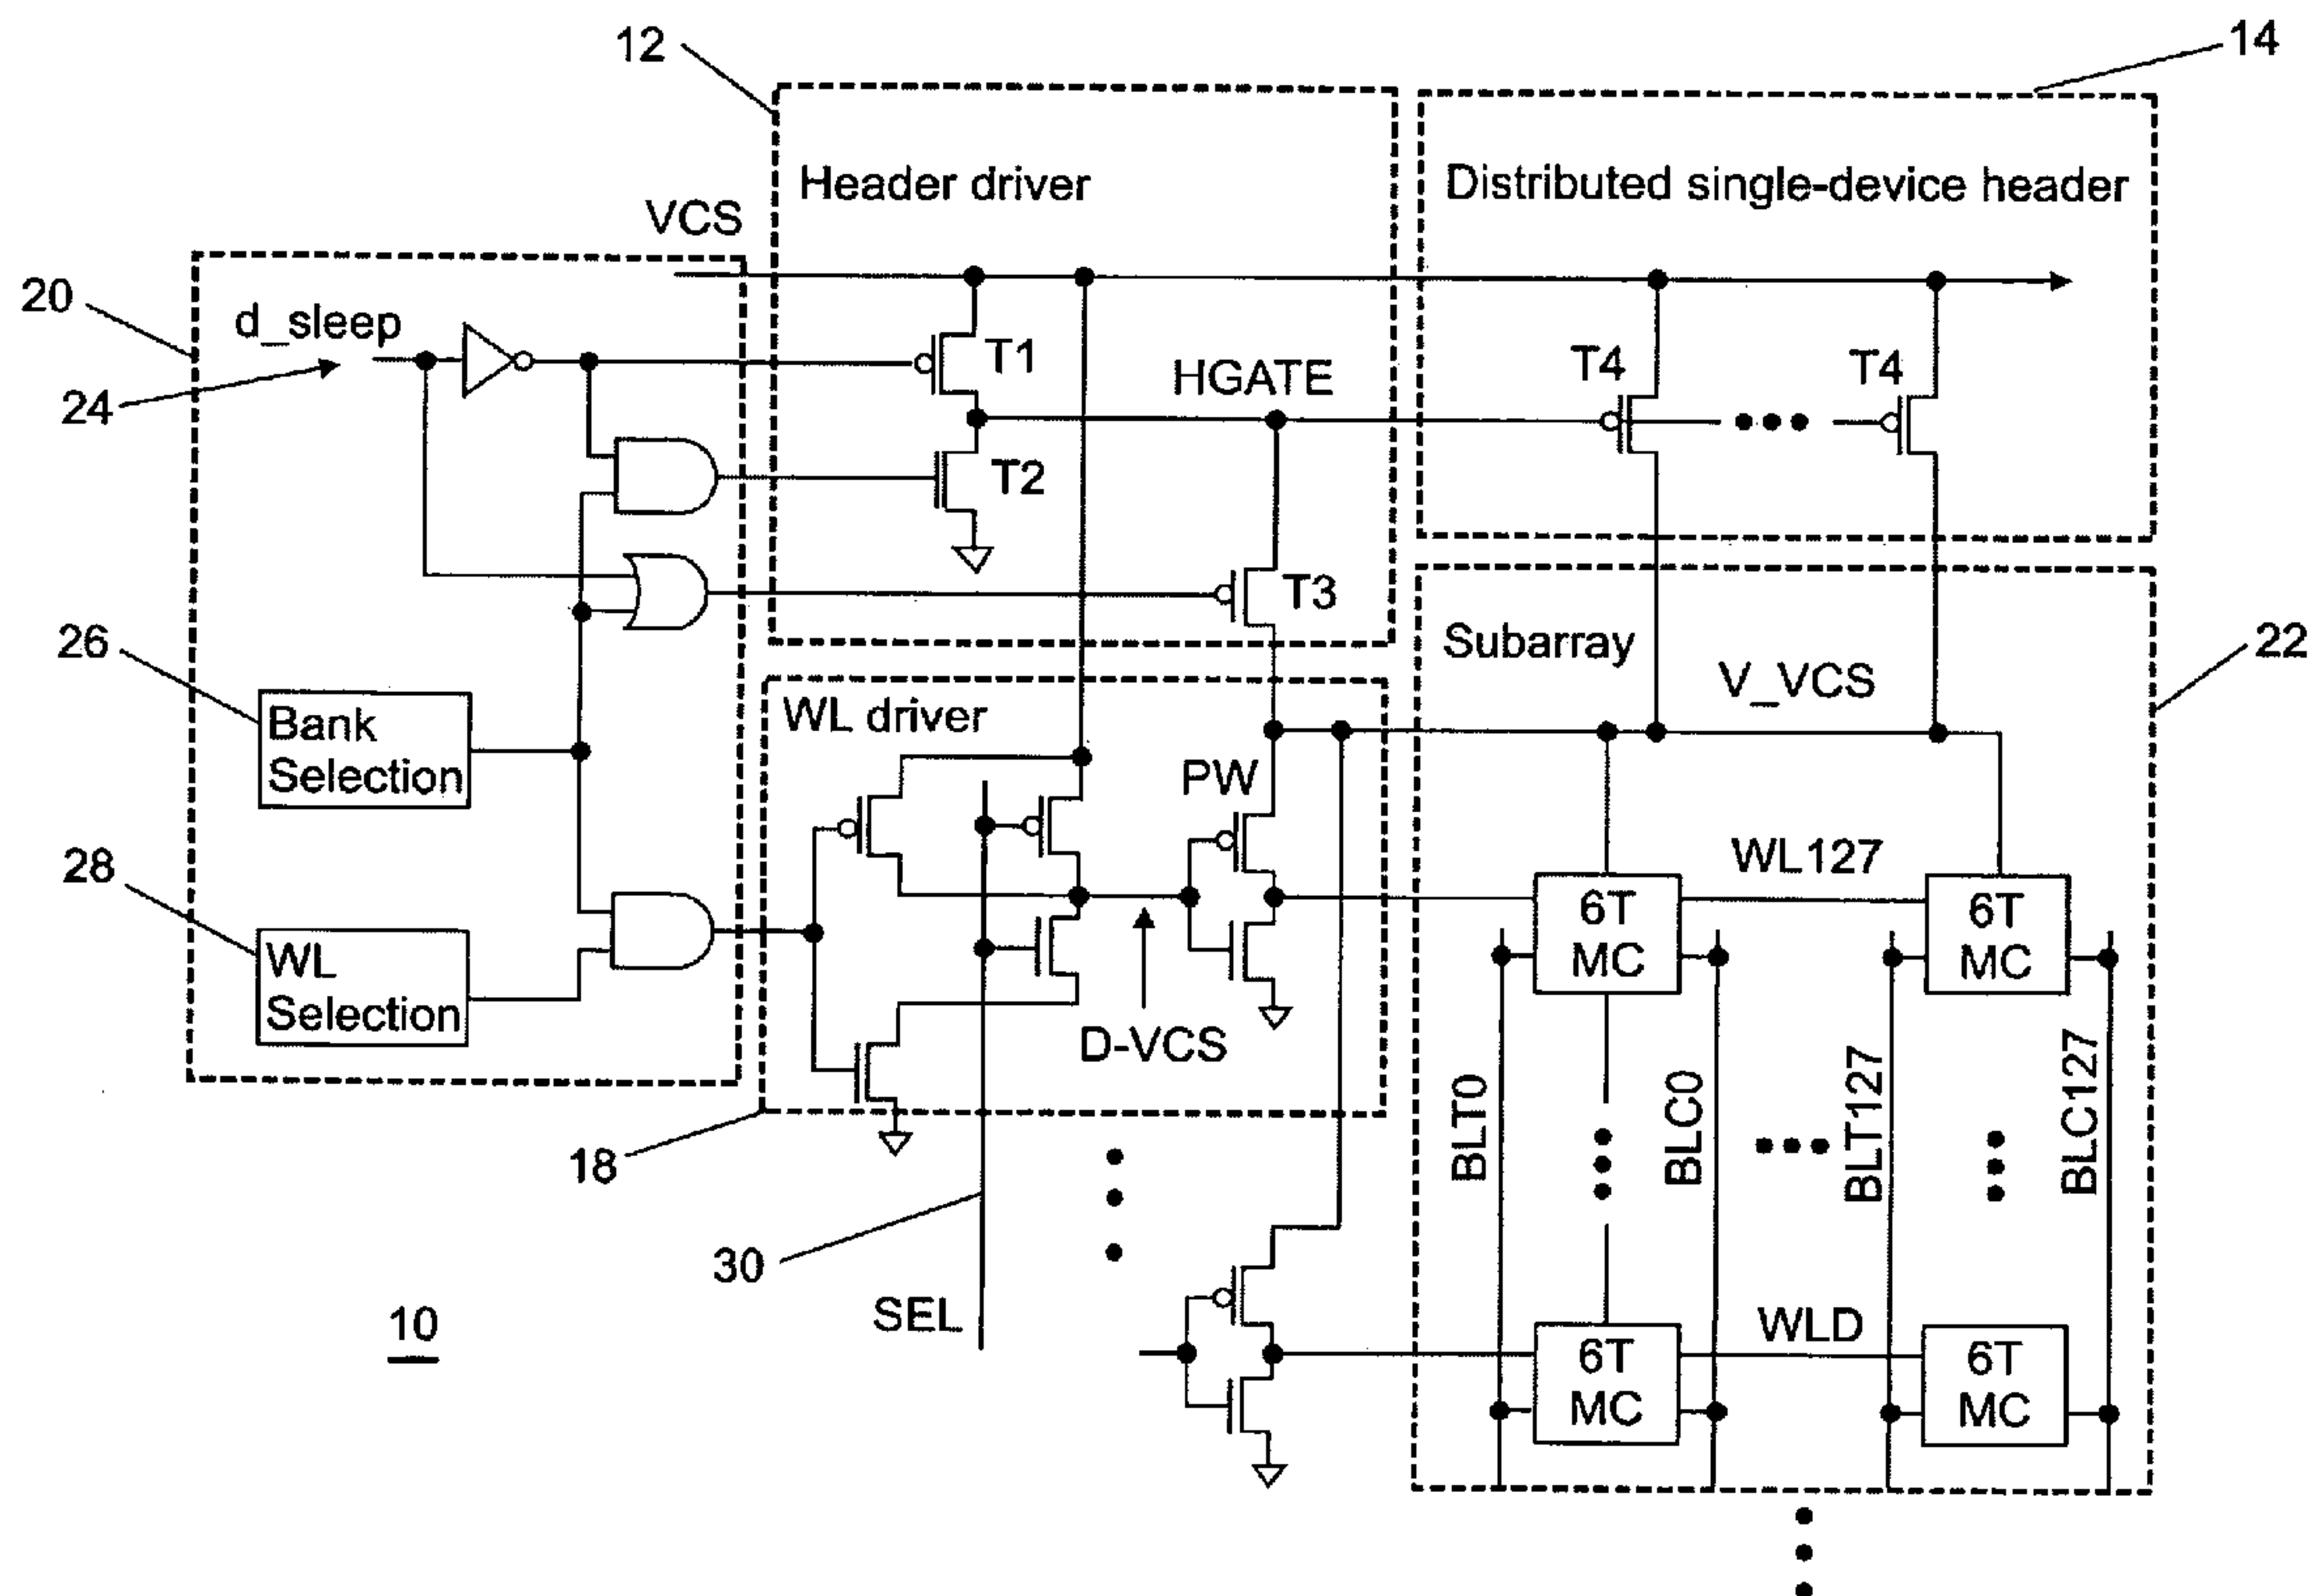 12
14
Header driver
Distributed single-device header
VCS
20
d_sleep
24
T1
HGATE
T4
T4
T2
T3
26
Bank
Selection
WL driver
Subarray
V_VCS
22
PW
28
WL
Selection
WL127
6T
MC
6T
MC
D-VCS
BLT0
BLC0
BLT127
BLC127
18
30
SEL
10
WLD
6T
MC
6T
MC